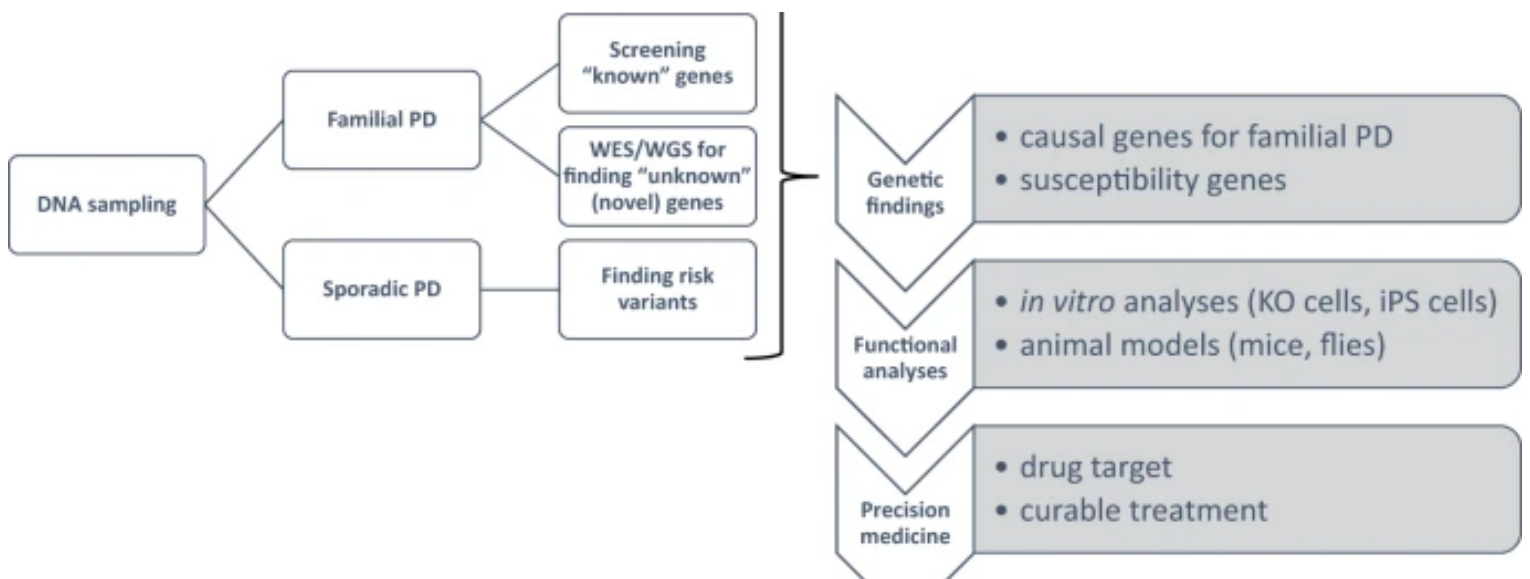 DNA sampling
Familial PD
Sporadic PD
Screening
“known” genes
WES/WGS for
finding “unknown”
(novel) genes
Finding risk
variants
Genetic
findings
• causal genes for familial PD
• susceptibility genes
Functional
analyses
• in vitro analyses (KO cells, iPS cells)
• animal models (mice, flies)
Precision
medicine
• drug target
• curable treatment